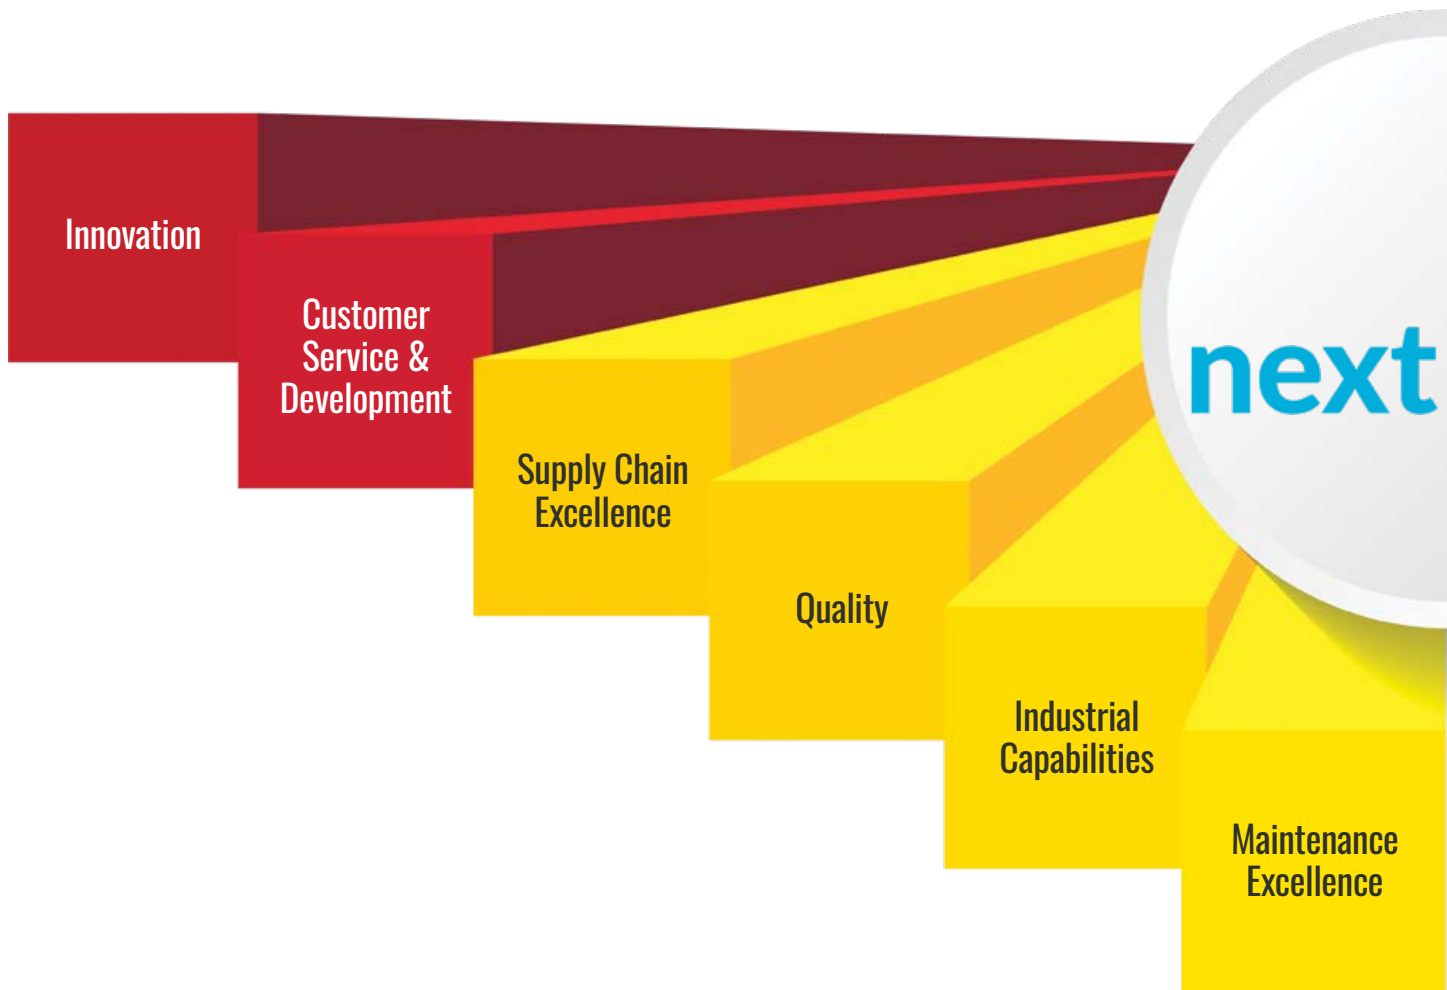 Innovation
Customer
Service &
Development
Supply Chain
Excellence
Quality
Industrial
Capabilities
Maintenance
Excellence
next